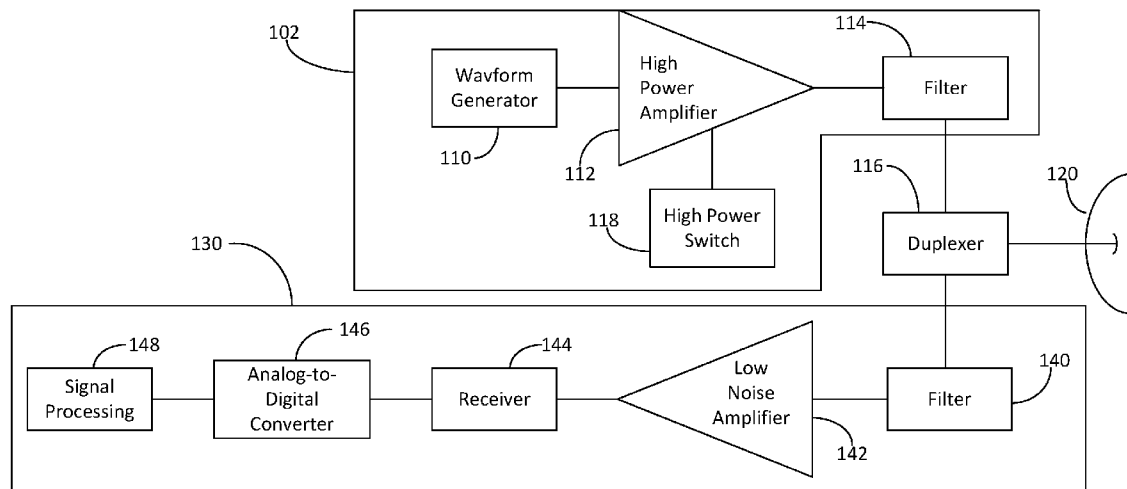 102
Wavform
Generator
110
High
Power
Amplifier
112
114
Filter
High Power
Switch
118
116
Duplexer
120
130
148
Signal
Processing
146
Analog-to-
Digital
Converter
144
Receiver
Low
Noise
Amplifier
142
Filter
140